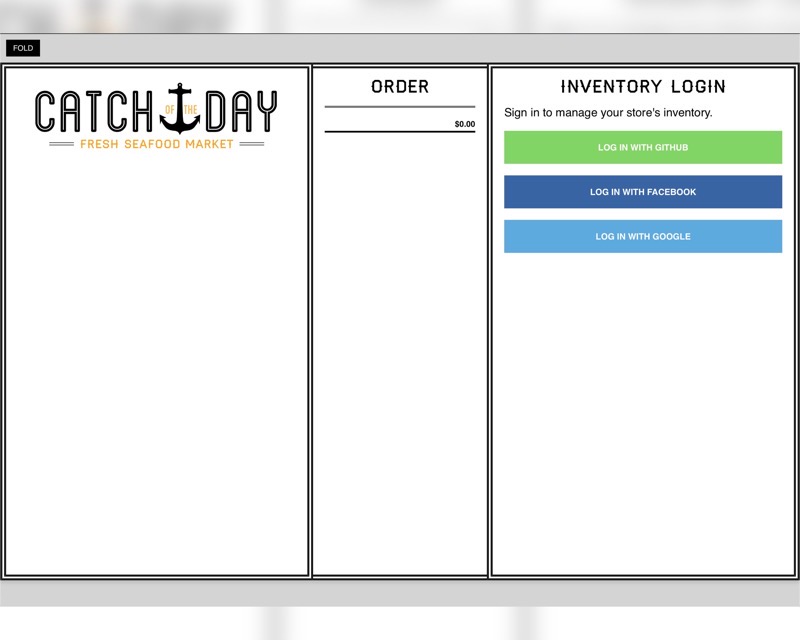 FOLD
CATCH OF THE DAY
FRESH SEAFOOD MARKET
ORDER
$0.00
INVENTORY LOGIN
Sign in to manage your store's inventory.
LOG IN WITH GITHUB
LOG IN WITH FACEBOOK
LOG IN WITH GOOGLE